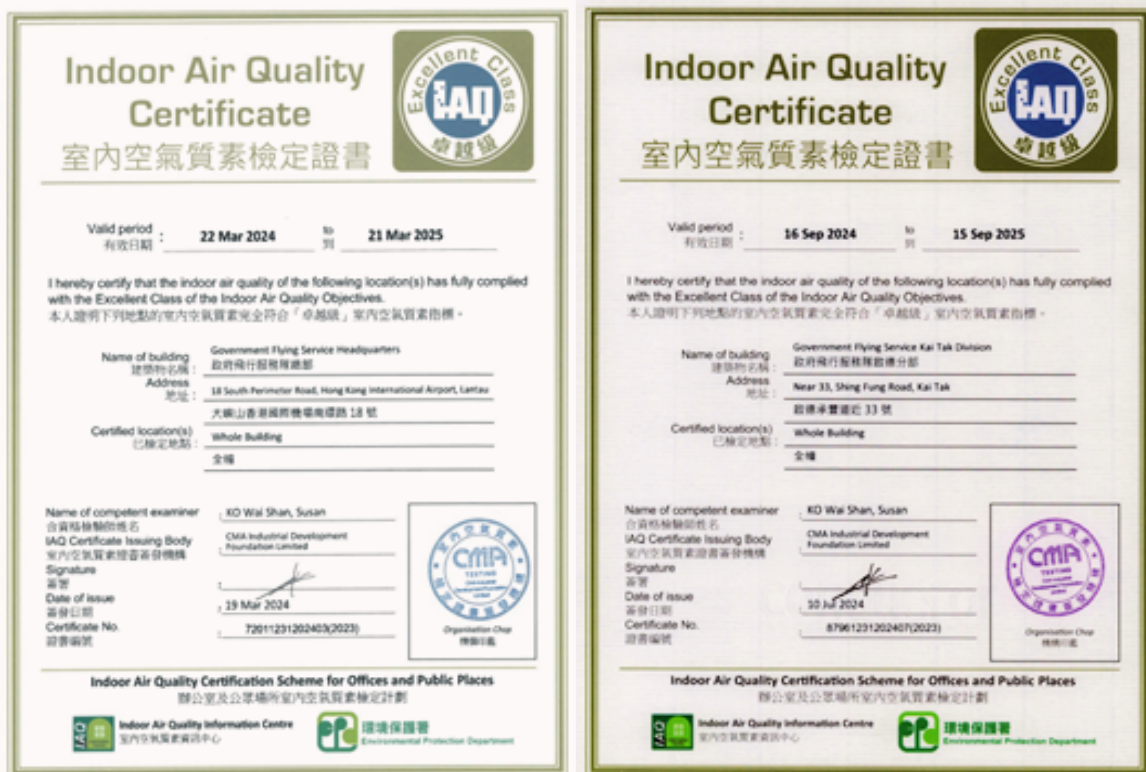 Indoor Air Quality
Certificate
室內空氣質素檢定證書
Excellent Class
IAQ
卓越級
Valid period
有效日期 :
22 Mar 2024
to
到
21 Mar 2025
I hereby certify that the indoor air quality of the following location(s) has fully complied
with the Excellent Class of the Indoor Air Quality Objectives.
本人證明下列地點的室內空氣質素完全符合「卓越級」室內空氣質素指標。
Name of building
建築物名稱 :
Government Flying Service Headquarters
政府飛行服務隊總部
Address
地址 :
18 South Perimeter Road, Hong Kong International Airport, Lantau
大嶼山香港國際機場南環路 18 號
Certified location(s)
已檢定地點 :
Whole Building
全幢
Name of competent examiner
合資格檢驗師姓名
: KO Wai Shan, Susan
IAQ Certificate Issuing Body
室內空氣質素證書簽發機構
: CMA Industrial Development
Foundation Limited
Signature
簽署
:
Date of issue
簽發日期
: 19 Mar 2024
Certificate No.
證書編號
: 72011231202403(2023)
CMA
TESTING
Organisation Chop
機構印鑑
Indoor Air Quality Certification Scheme for Offices and Public Places
辦公室及公眾場所室內空氣質素檢定計劃
IAQ
Indoor Air Quality Information Centre
室內空氣質素資訊中心
環境保護署
Environmental Protection Department
Indoor Air Quality
Certificate
室內空氣質素檢定證書
Excellent Class
IAQ
卓越級
Valid period
有效日期 :
16 Sep 2024
to
到
15 Sep 2025
I hereby certify that the indoor air quality of the following location(s) has fully complied
with the Excellent Class of the Indoor Air Quality Objectives.
本人證明下列地點的室內空氣質素完全符合「卓越級」室內空氣質素指標。
Name of building
建築物名稱 :
Government Flying Service Kai Tak Division
政府飛行服務隊啟德分部
Address
地址 :
Near 33, Shing Fung Road, Kai Tak
啟德承豐道近 33 號
Certified location(s)
已檢定地點 :
Whole Building
全幢
Name of competent examiner
合資格檢驗師姓名
: KO Wai Shan, Susan
IAQ Certificate Issuing Body
室內空氣質素證書簽發機構
: CMA Industrial Development
Foundation Limited
Signature
簽署
:
Date of issue
簽發日期
: 10 Jul 2024
Certificate No.
證書編號
: 87961231202407(2023)
CMA
TESTING
Organisation Chop
機構印鑑
Indoor Air Quality Certification Scheme for Offices and Public Places
辦公室及公眾場所室內空氣質素檢定計劃
IAQ
Indoor Air Quality Information Centre
室內空氣質素資訊中心
環境保護署
Environmental Protection Department